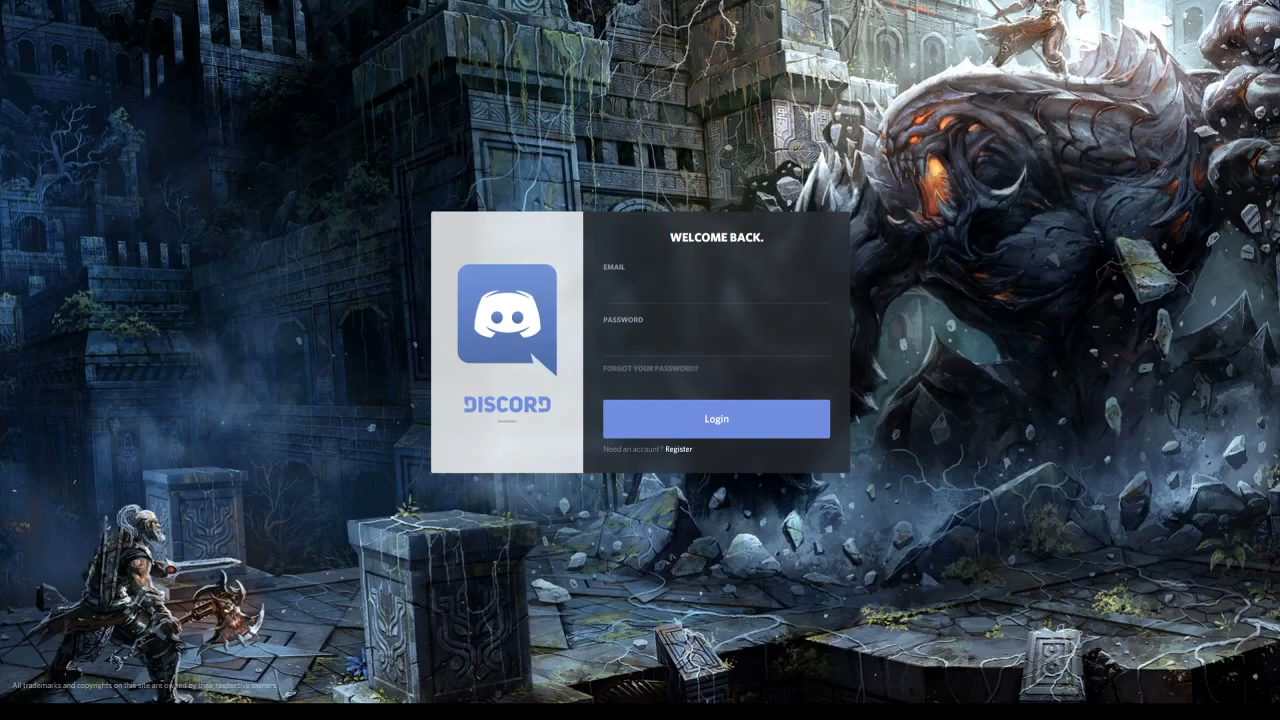 WELCOME BACK.
EMAIL
PASSWORD
FORGOT YOUR PASSWORD?
DISCORD
Login
Need an account? Register
All trademarks and copyrights on this site are owned by their respective owners.